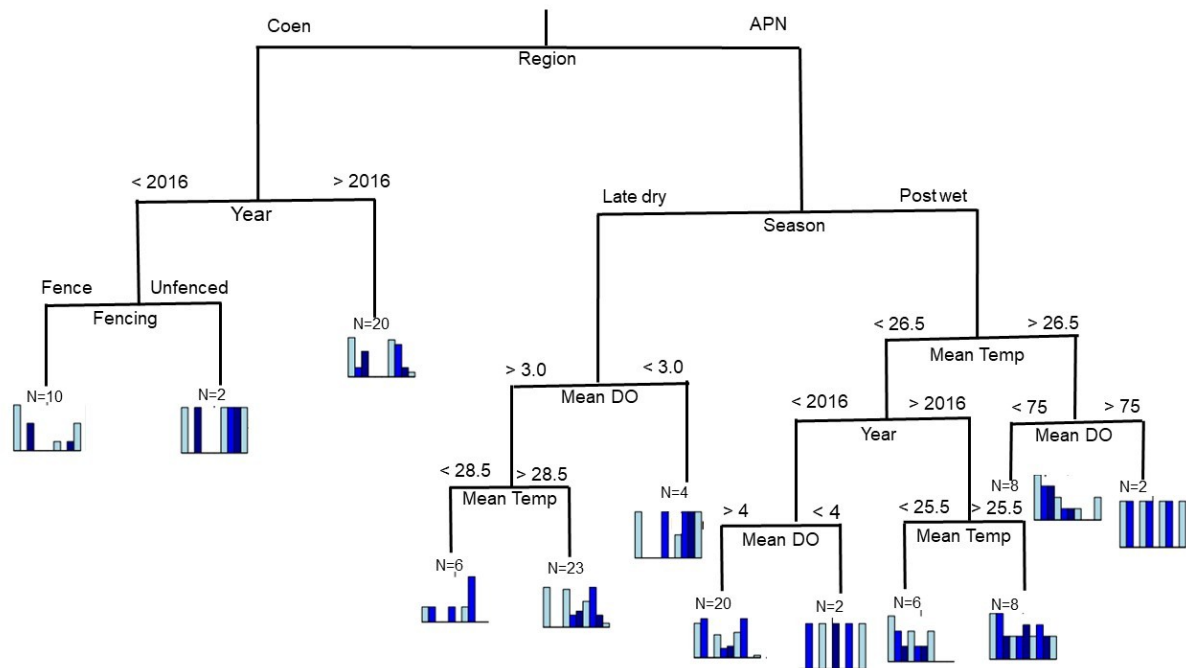 Coen
APN
Region
< 2016
> 2016
Year
Late dry
Post wet
Season
Fence
Unfenced
Fencing
N=20
< 26.5
> 26.5
Mean Temp
> 3.0
< 3.0
Mean DO
N=10
N=2
< 2016
> 2016
Year
< 75
> 75
Mean DO
< 28.5
> 28.5
Mean Temp
N=4
N=8
N=2
> 4
< 4
Mean DO
< 25.5
> 25.5
Mean Temp
N=6
N=23
N=20
N=2
N=6
N=8